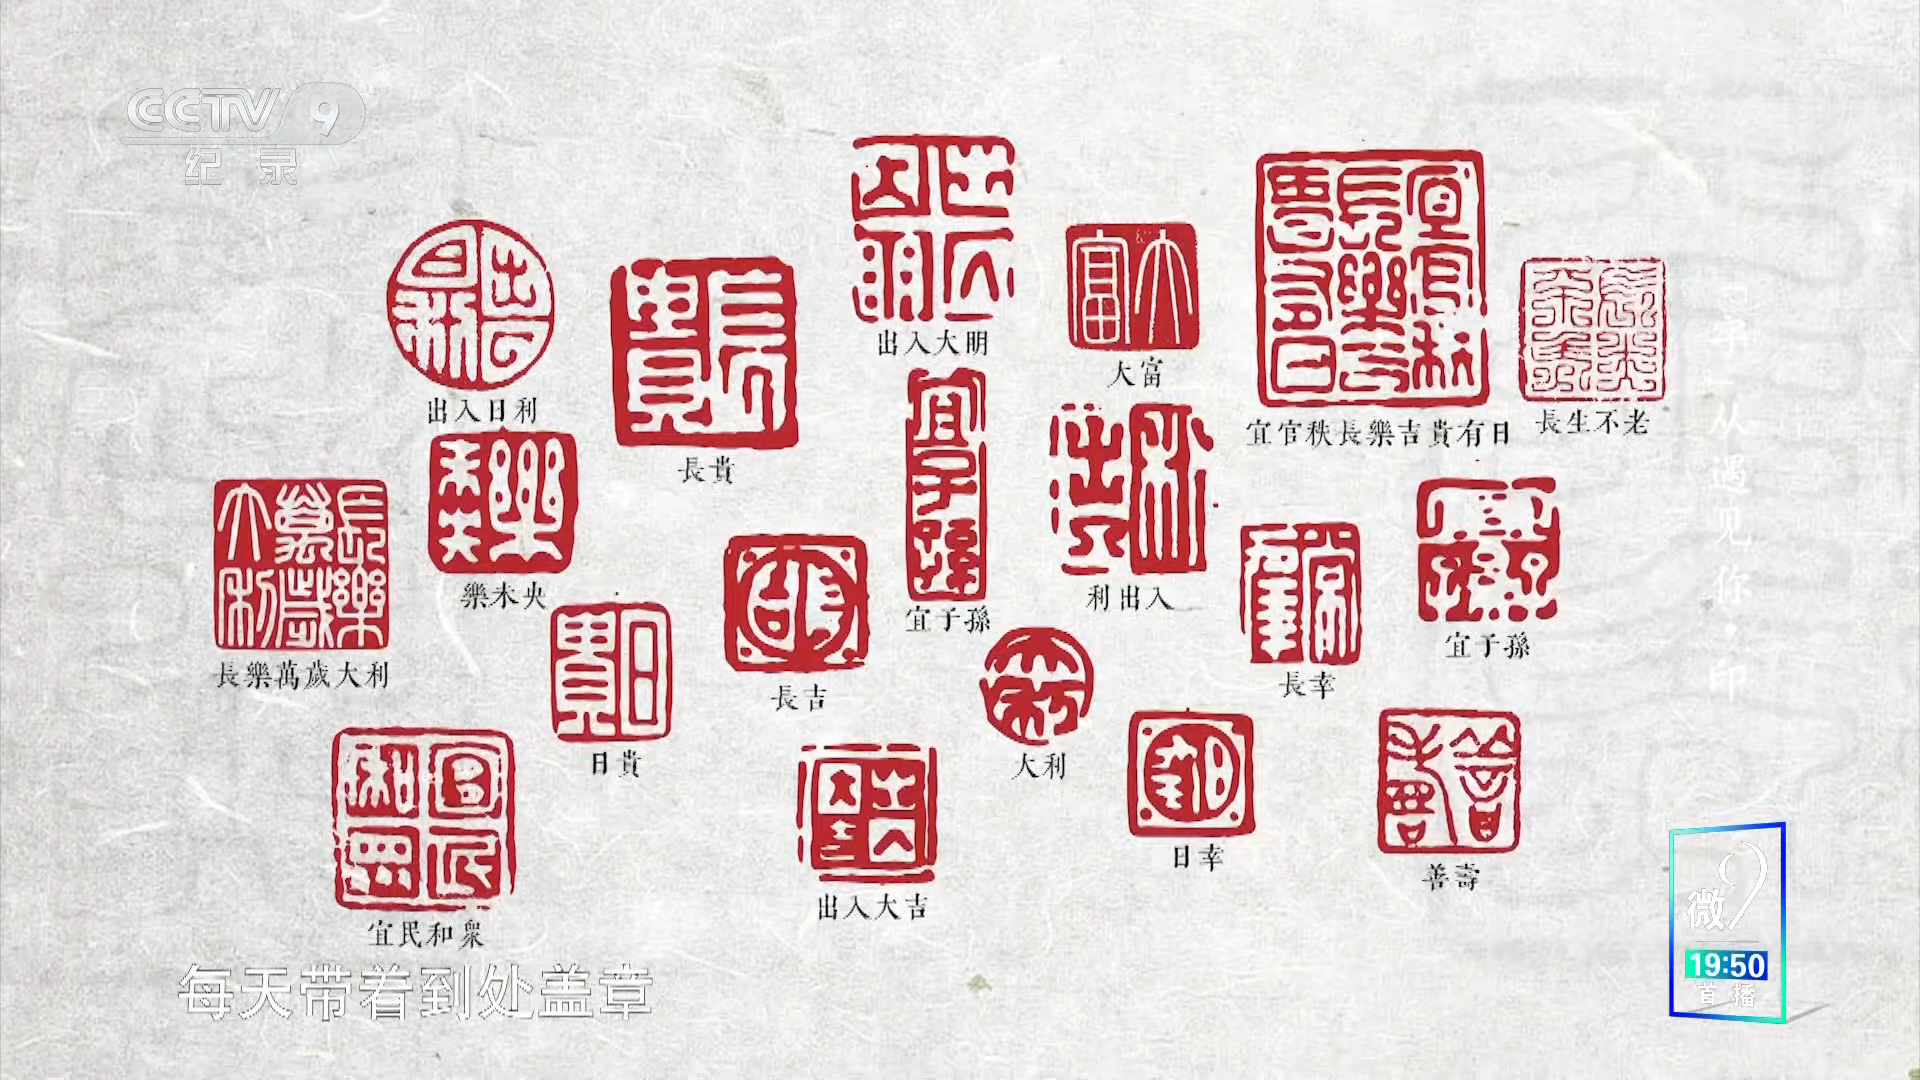 CCTV 9
纪录
出入大明
大富
出入日利
宜官秩長樂吉貴有日
長生不老
長貴
樂未央
宜子孫
利出入
長樂萬歲大利
長吉
長幸
宜子孫
日貴
大利
日幸
善壽
出入大吉
宜民和衆
每天带着到处盖章
微9
19:50
首播